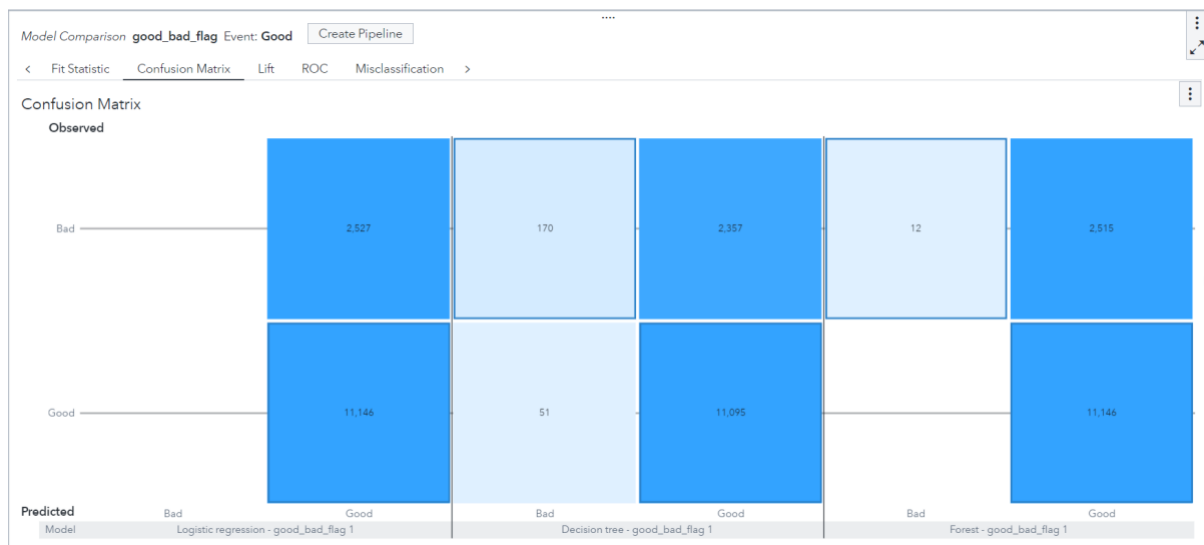 Model Comparison good_bad_flag Event: Good Create Pipeline
Fit Statistic Confusion Matrix Lift ROC Misclassification
Confusion Matrix
Observed
Bad 2,527 170 2,357 12 2,515
Good 11,146 51 11,095 11,146
Predicted Bad Good Bad Good Bad Good
Model Logistic regression - good_bad_flag 1 Decision tree - good_bad_flag 1 Forest - good_bad_flag 1